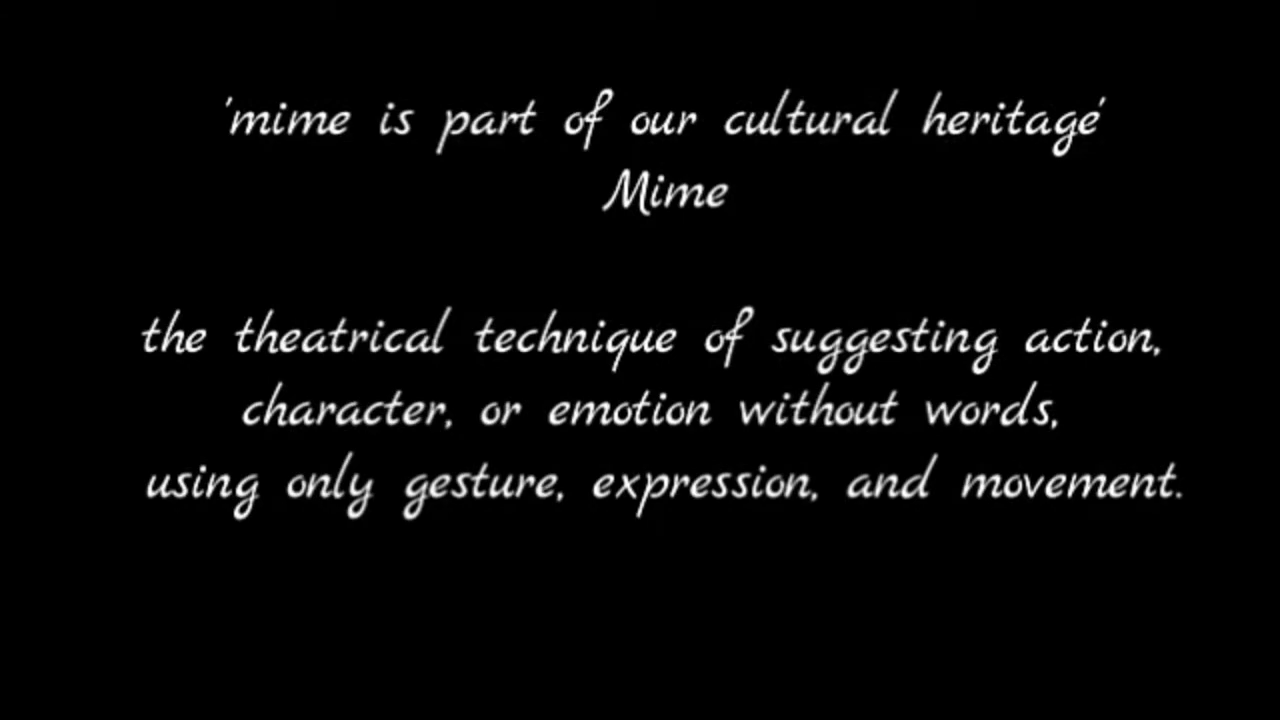 'mime is part of our cultural heritage'
Mime
the theatrical technique of suggesting action,
character, or emotion without words,
using only gesture, expression, and movement.